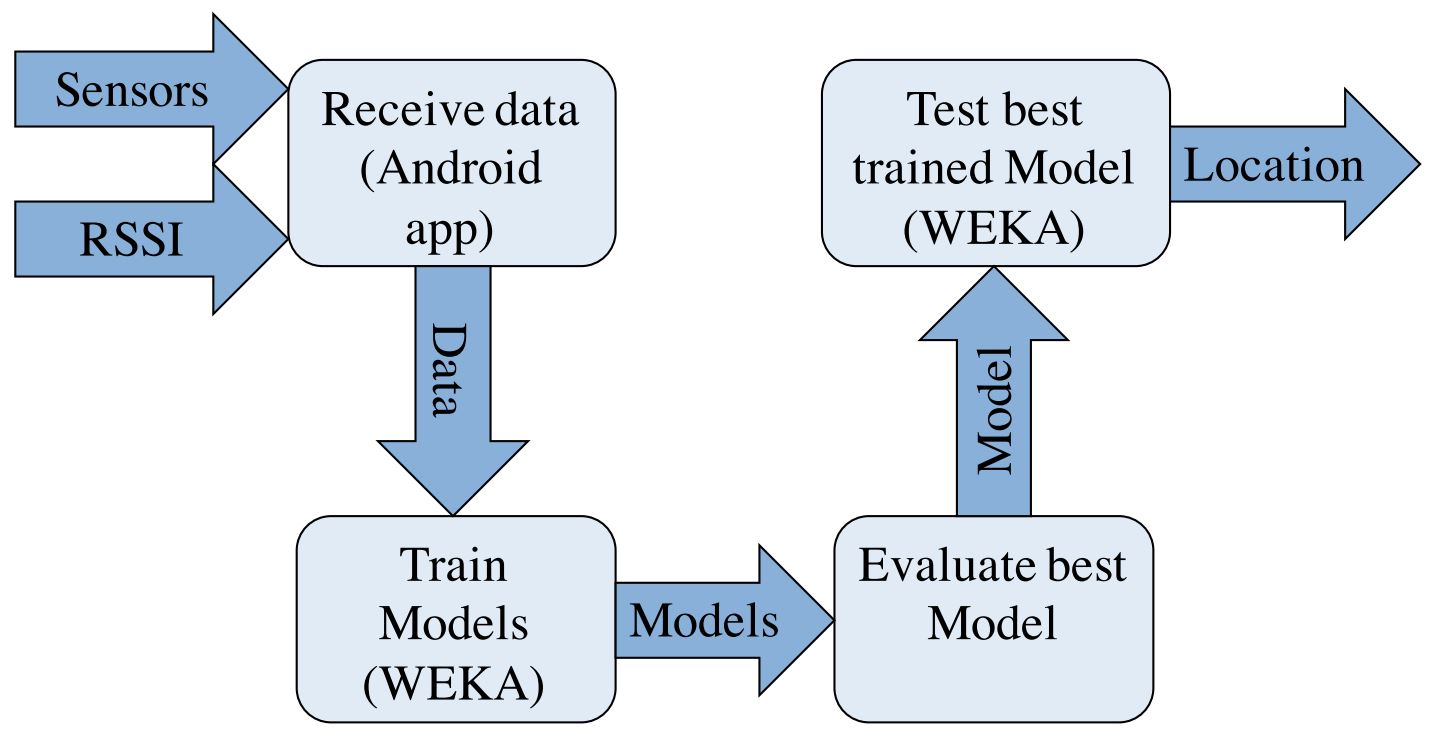 Sensors
RSSI
Receive data
(Android
app)
Data
Train
Models
(WEKA)
Models
Evaluate best
Model
Model
Test best
trained Model
(WEKA)
Location